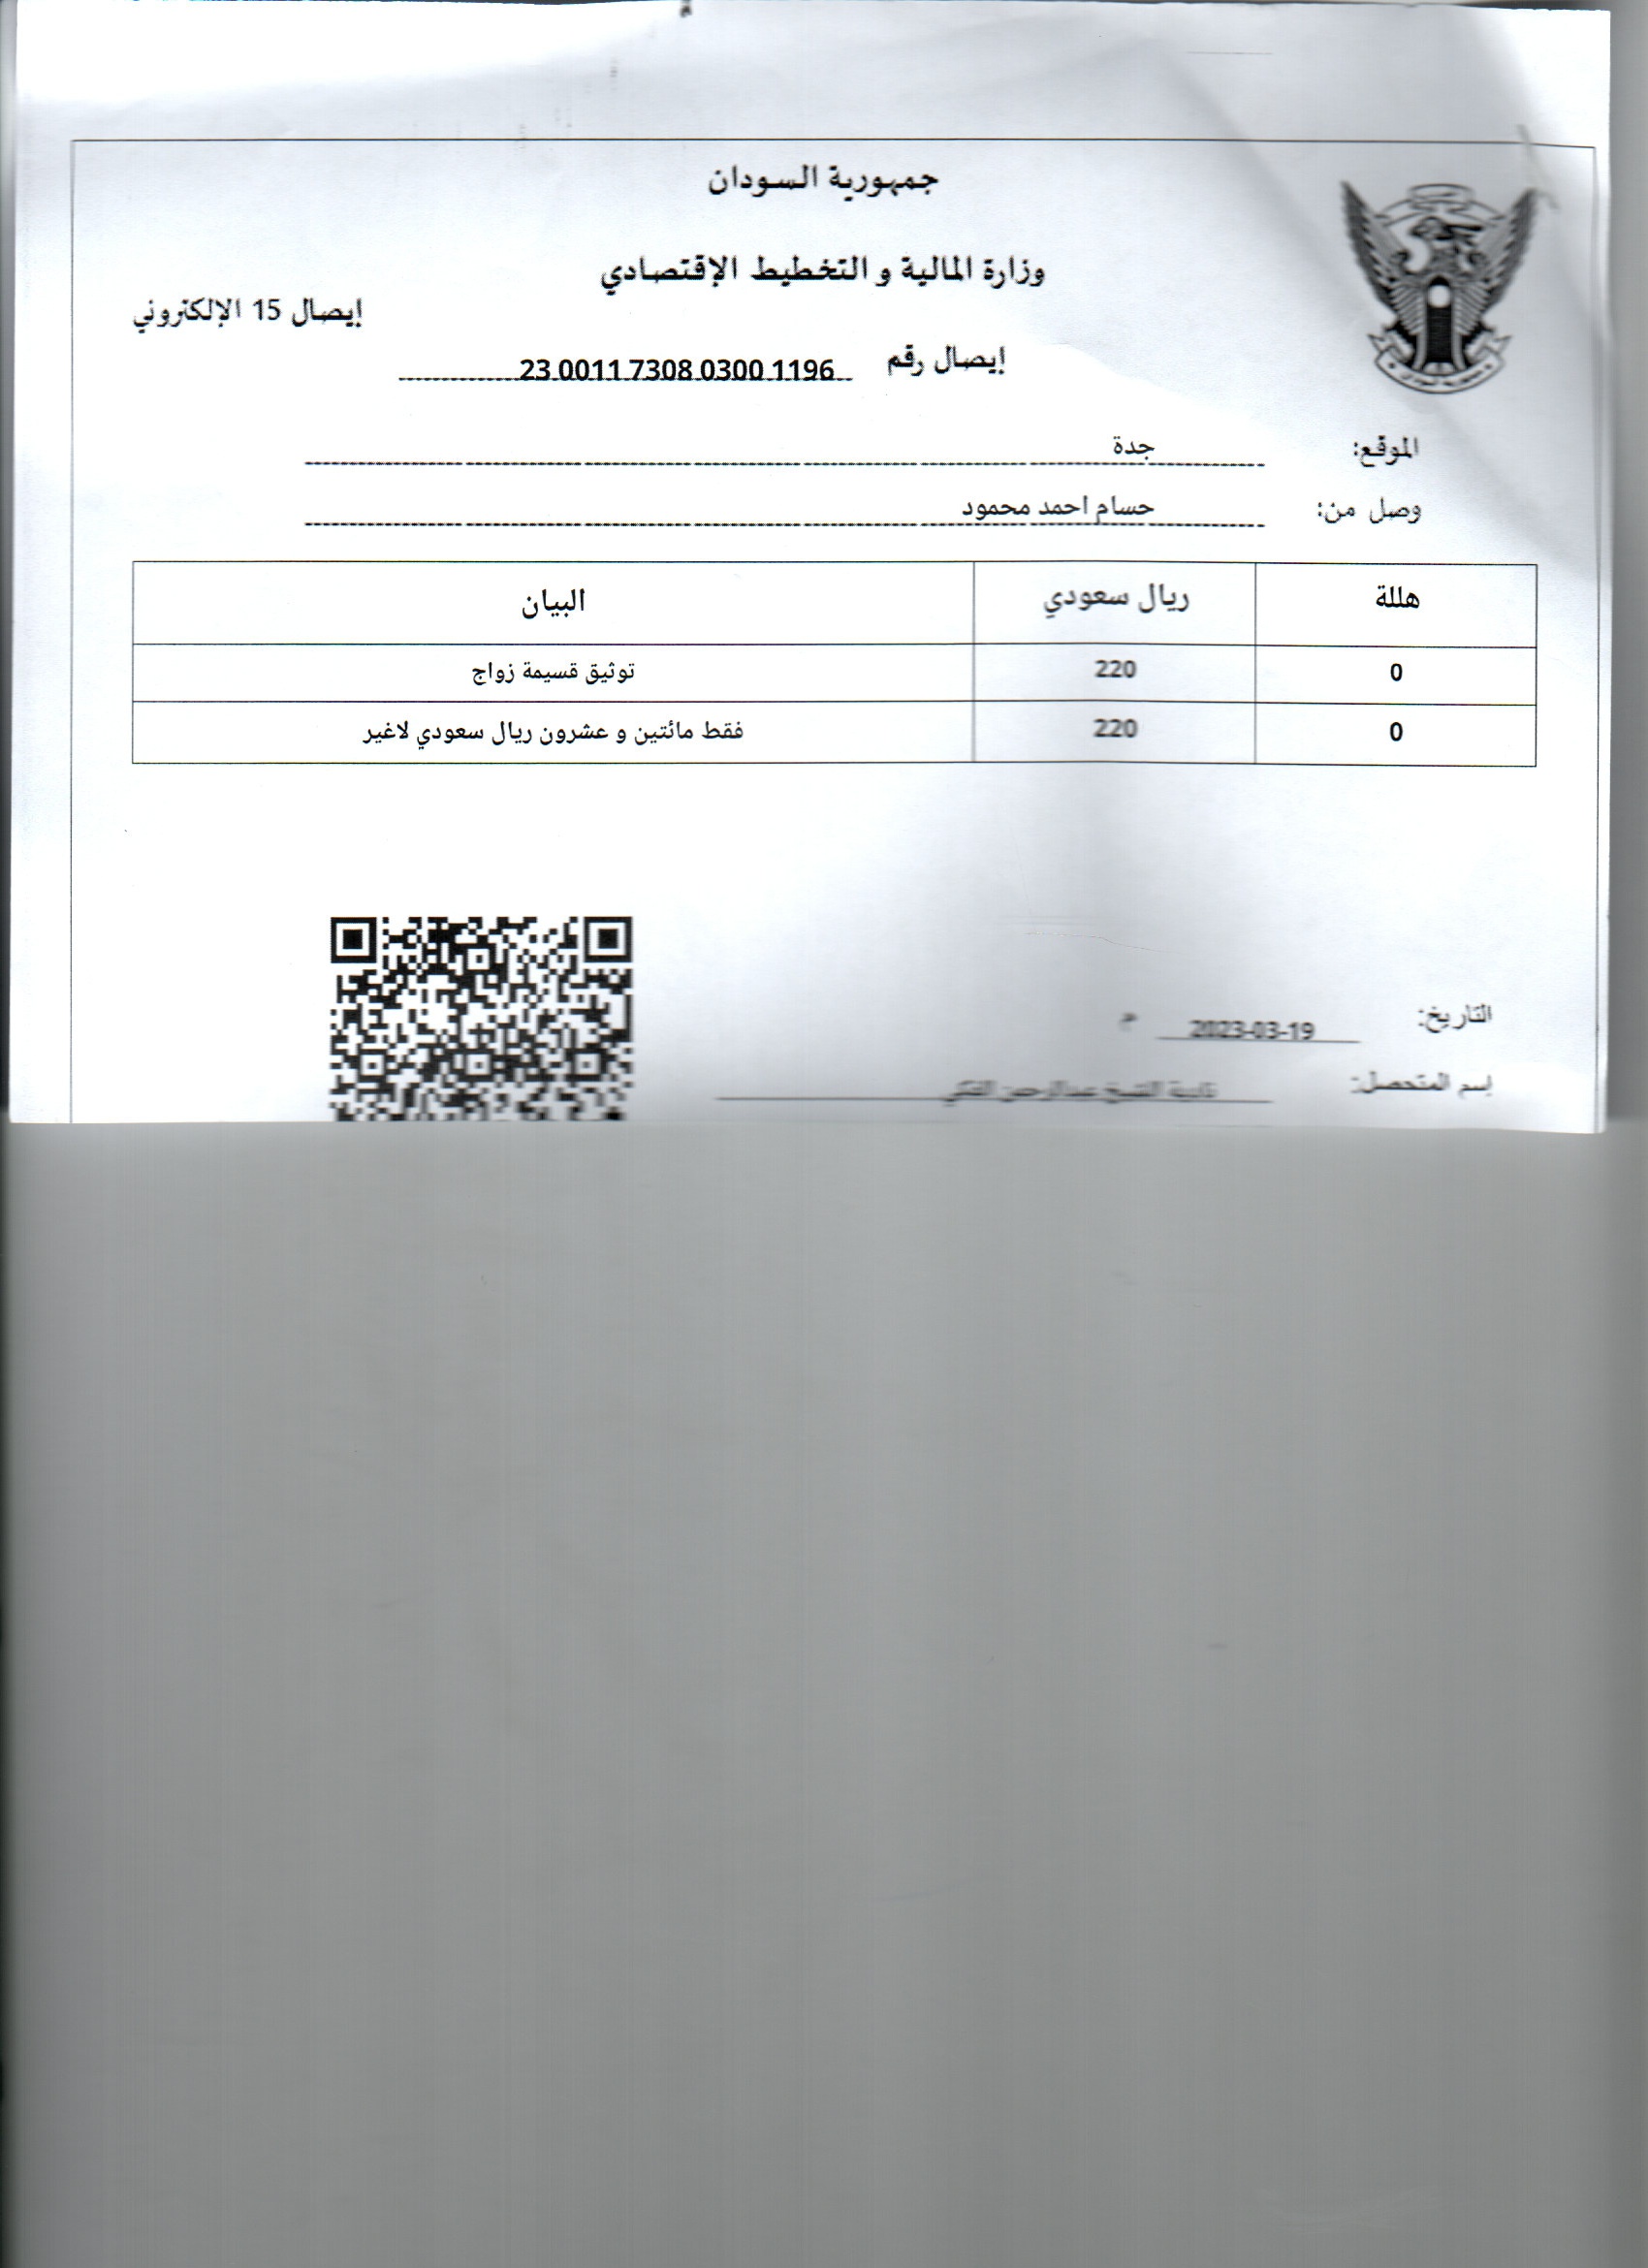 جمهورية السودان
وزارة المالية و التخطيط الإقتصادي
إيصال 15 الإلكتروني
إيصال رقم 23 0011 7308 0300 1196
الموقع: جدة
وصل من: حسام احمد محمود
هللة ريال سعودي البيان
0 220 توثيق قسيمة زواج
0 220 فقط مائتين و عشرون ريال سعودي لاغير
التاريخ: 2023-03-19 م
إسم المتحصل: الشيخ عبدالرحمن